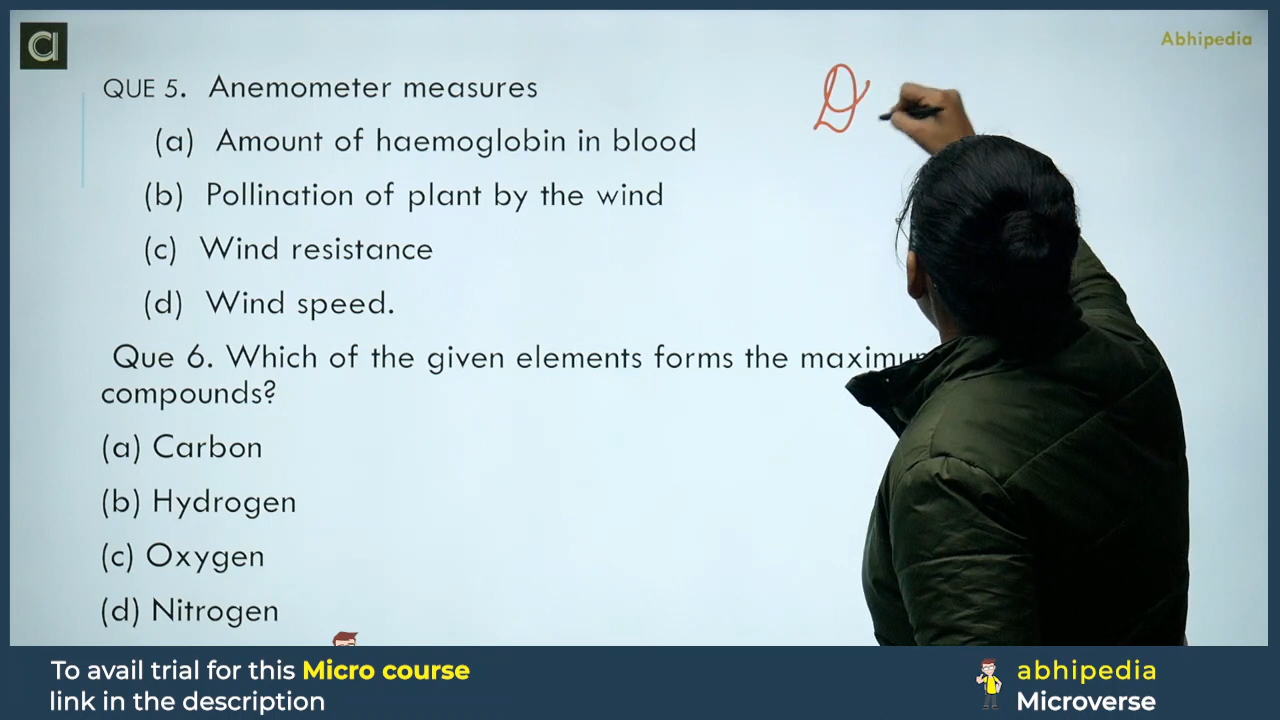 Abhipedia
QUE 5. Anemometer measures
D
(a) Amount of haemoglobin in blood
(b) Pollination of plant by the wind
(c) Wind resistance
(d) Wind speed.
Que 6. Which of the given elements forms the
compounds?
(a) Carbon
(b) Hydrogen
(c) Oxygen
(d) Nitrogen
To avail trial for this Micro course
link in the description
abhipedia
Microverse